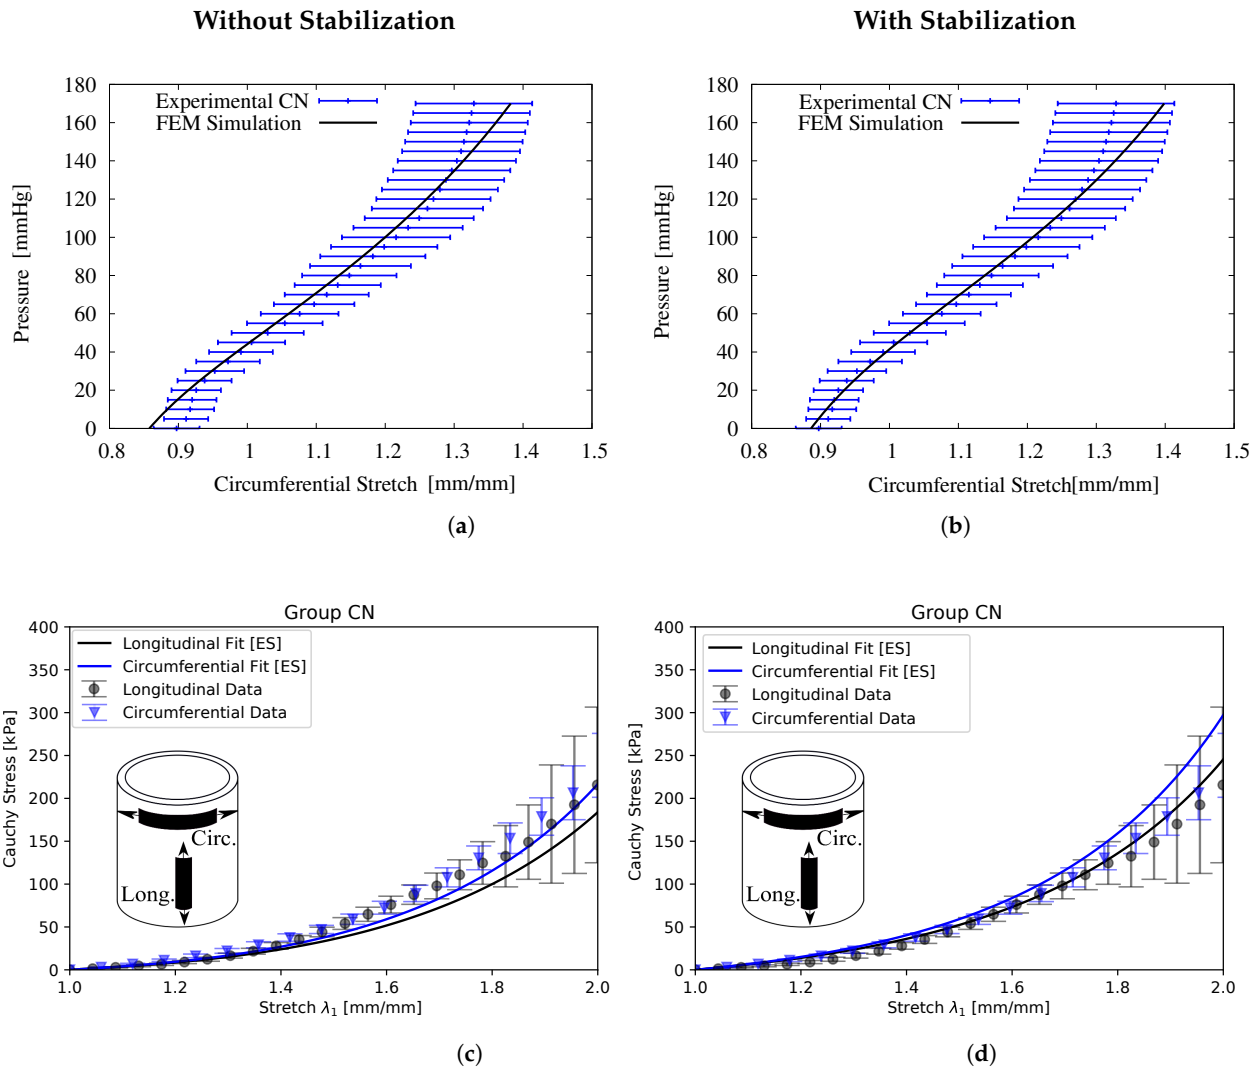 Without Stabilization
With Stabilization
180
160
140
120
100
80
60
40
20
0
Pressure [mmHg]
Experimental CN
FEM Simulation
0.8 0.9 1 1.1 1.2 1.3 1.4 1.5
Circumferential Stretch [mm/mm]
(a)
180
160
140
120
100
80
60
40
20
0
Pressure [mmHg]
Experimental CN
FEM Simulation
0.8 0.9 1 1.1 1.2 1.3 1.4 1.5
Circumferential Stretch[mm/mm]
(b)
Group CN
400
350
300
250
200
150
100
50
0
Cauchy Stress [kPa]
Longitudinal Fit [ES]
Circumferential Fit [ES]
Longitudinal Data
Circumferential Data
Circ.
Long.
1.0 1.2 1.4 1.6 1.8 2.0
Stretch λ1 [mm/mm]
(c)
Group CN
400
350
300
250
200
150
100
50
0
Cauchy Stress [kPa]
Longitudinal Fit [ES]
Circumferential Fit [ES]
Longitudinal Data
Circumferential Data
Circ.
Long.
1.0 1.2 1.4 1.6 1.8 2.0
Stretch λ1 [mm/mm]
(d)